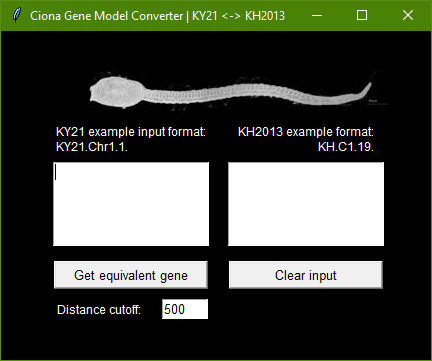 Ciona Gene Model Converter | KY21 <-> KH2013
KY21 example input format:
KY21.Chr1.1.
KH2013 example format:
KH.C1.19.
Get equivalent gene
Clear input
Distance cutoff:
500